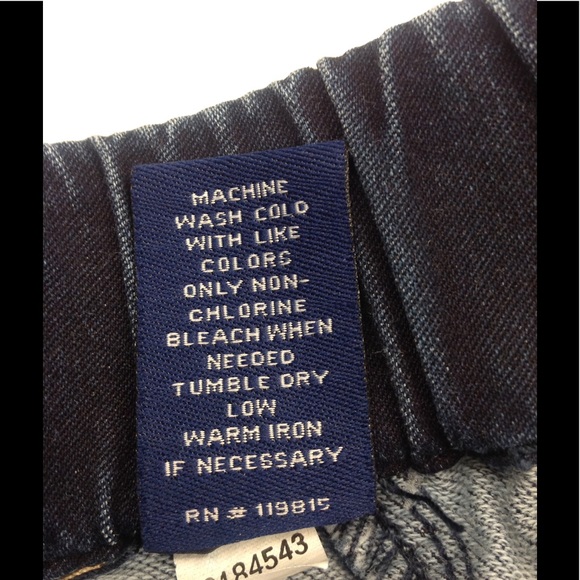 MACHINE
WASH COLD
WITH LIKE
COLORS
ONLY NON-
CHLORINE
BLEACH WHEN
NEEDED
TUMBLE DRY
LOW
WARM IRON
IF NECESSARY
RN # 119815
184543